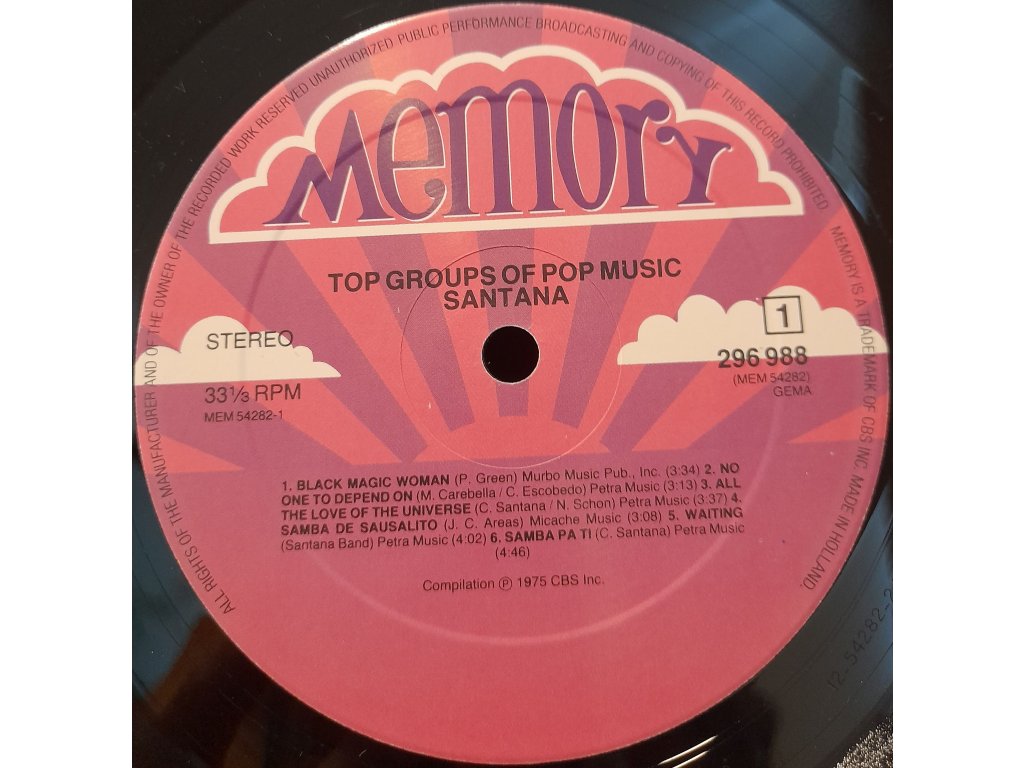 ALL RIGHTS OF THE MANUFACTURER AND OF THE OWNER OF THE RECORDED WORK RESERVED UNAUTHORIZED PUBLIC PERFORMANCE BROADCASTING AND COPYING OF THIS RECORD PROHIBITED MEMORY IS A TRADEMARK OF CBS INC. MADE IN HOLLAND.
Memory
TOP GROUPS OF POP MUSIC
SANTANA
STEREO
33⅓ RPM
MEM 54282-1
1
296 988
(MEM 54282)
GEMA
1. BLACK MAGIC WOMAN (P. Green) Murbo Music Pub., Inc. (3:34) 2. NO
ONE TO DEPEND ON (M. Carebella / C. Escobedo) Petra Music (3:13) 3. ALL
THE LOVE OF THE UNIVERSE (C. Santana / N. Schon) Petra Music (3:37) 4.
SAMBA DE SAUSALITO (J. C. Areas) Micache Music (3:08) 5. WAITING
(Santana Band) Petra Music (4:02) 6. SAMBA PA TI (C. Santana) Petra Music
(4:46)
Compilation ℗ 1975 CBS Inc.